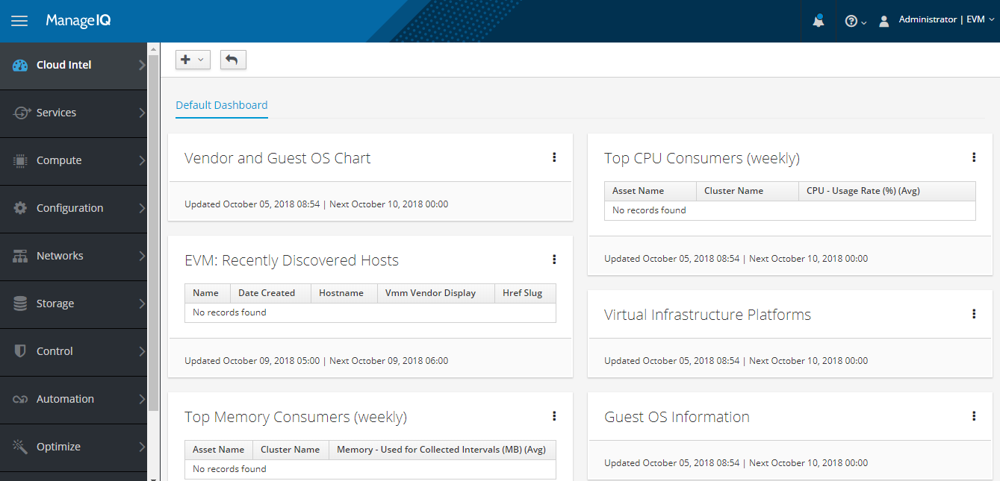 ManageIQ
Administrator | EVM
Cloud Intel
Services
Compute
Configuration
Networks
Storage
Control
Automation
Optimize
Default Dashboard
Vendor and Guest OS Chart
Updated October 05, 2018 08:54 | Next October 10, 2018 00:00
EVM: Recently Discovered Hosts
Name Date Created Hostname Vmm Vendor Display Href Slug
No records found
Updated October 09, 2018 05:00 | Next October 09, 2018 06:00
Top Memory Consumers (weekly)
Asset Name Cluster Name Memory - Used for Collected Intervals (MB) (Avg)
No records found
Top CPU Consumers (weekly)
Asset Name Cluster Name CPU - Usage Rate (%) (Avg)
No records found
Updated October 05, 2018 08:54 | Next October 10, 2018 00:00
Virtual Infrastructure Platforms
Updated October 05, 2018 08:54 | Next October 10, 2018 00:00
Guest OS Information
Updated October 05, 2018 08:54 | Next October 10, 2018 00:00